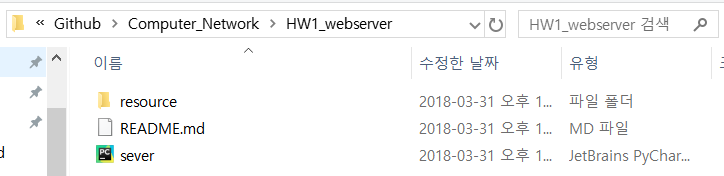 « Github > Computer_Network > HW1_webserver
HW1_webserver 검색
이름 수정한 날짜 유형
resource 2018-03-31 오후 1... 파일 폴더
README.md 2018-03-31 오후 1... MD 파일
sever 2018-03-31 오후 1... JetBrains PyChar...